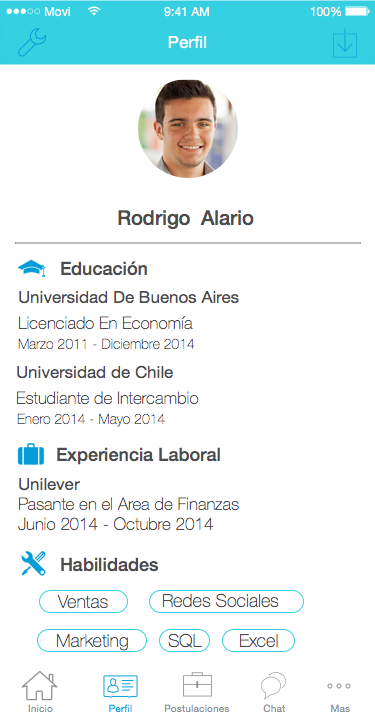 Movi 9:41 AM 100%
Perfil
Rodrigo Alario
Educación
Universidad De Buenos Aires
Licenciado En Economía
Marzo 2011 - Diciembre 2014
Universidad de Chile
Estudiante de Intercambio
Enero 2014 - Mayo 2014
Experiencia Laboral
Unilever
Pasante en el Area de Finanzas
Junio 2014 - Octubre 2014
Habilidades
Ventas Redes Sociales
Marketing SQL Excel
Inicio Perfil Postulaciones Chat Mas